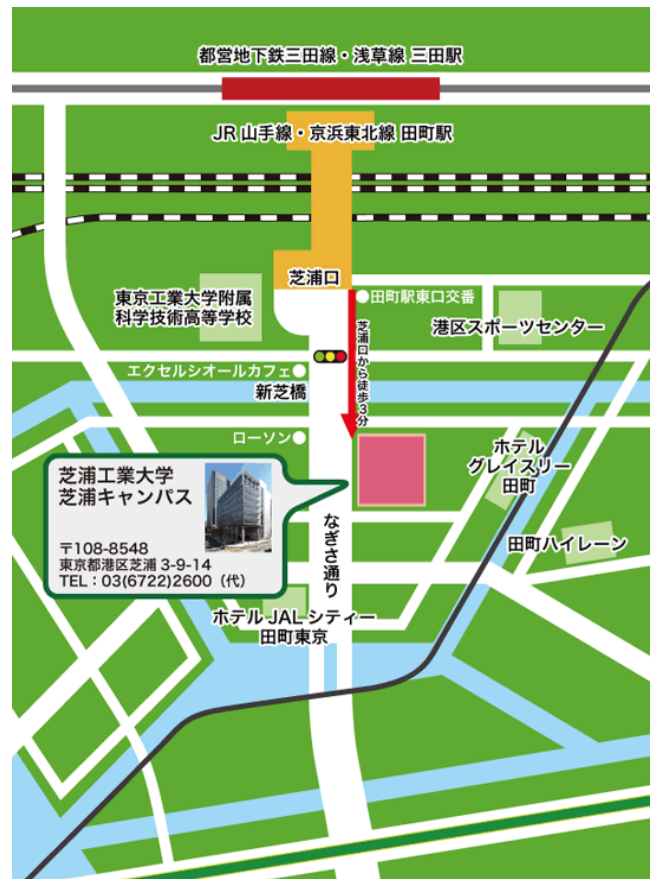 都営地下鉄三田線・浅草線 三田駅
JR 山手線・京浜東北線 田町駅
芝浦口
田町駅東口交番
東京工業大学附属
科学技術高等学校
港区スポーツセンター
芝浦口から徒歩3分
エクセルシオールカフェ
新芝橋
ローソン
ホテル
グレイスリー
田町
芝浦工業大学
芝浦キャンパス
〒108-8548
東京都港区芝浦 3-9-14
TEL：03(6722)2600（代）
なぎさ通り
田町ハイレーン
ホテル JAL シティー
田町東京